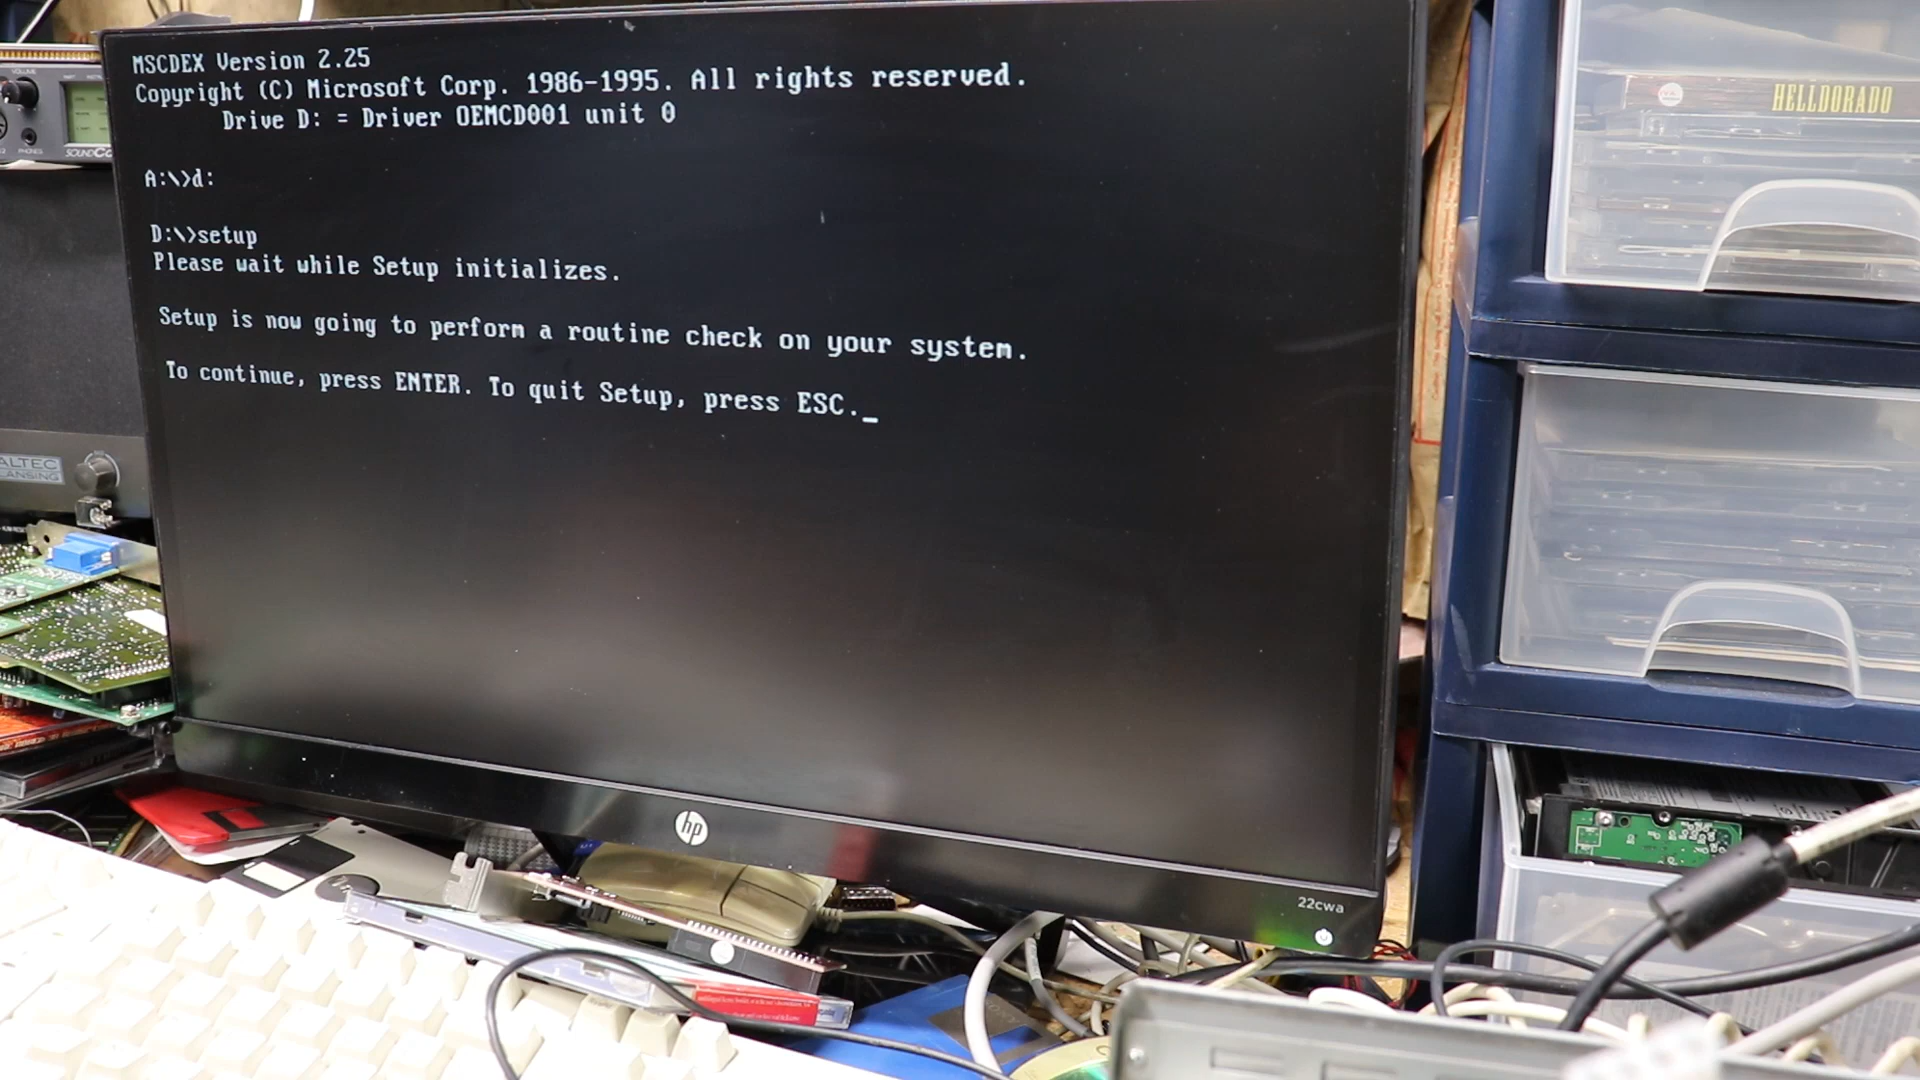 MSCDEX Version 2.25
Copyright (C) Microsoft Corp. 1986-1995. All rights reserved.
Drive D: = Driver OEMCD001 unit 0
A:\>d:
D:\>setup
Please wait while Setup initializes.
Setup is now going to perform a routine check on your system.
To continue, press ENTER. To quit Setup, press ESC._
hp
22cwa
HELLDORADO
VOLUME
PHONES
ALTEC
LANSING